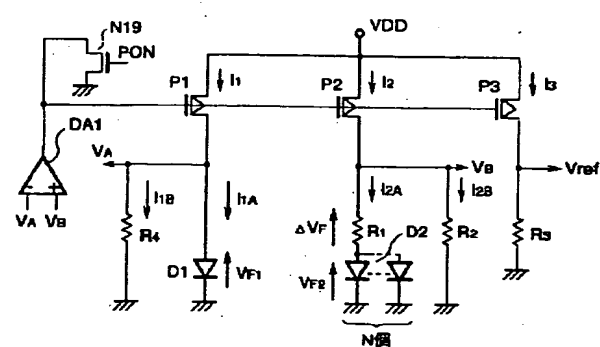 N19
PON
VDD
P1
I1
P2
I2
P3
I3
DA1
VA
VB
Vref
VA
VB
I1B
I1A
I2A
I2B
R4
ΔVF
R1
D2
R2
R3
D1
VF1
VF2
N個